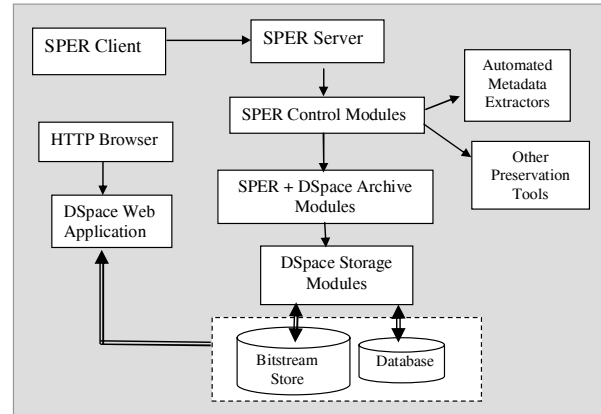 SPER Client
SPER Server
Automated
Metadata
Extractors
SPER Control Modules
HTTP Browser
Other
Preservation
Tools
SPER + DSpace Archive
Modules
DSpace Web
Application
DSpace Storage
Modules
Bitstream
Store
Database